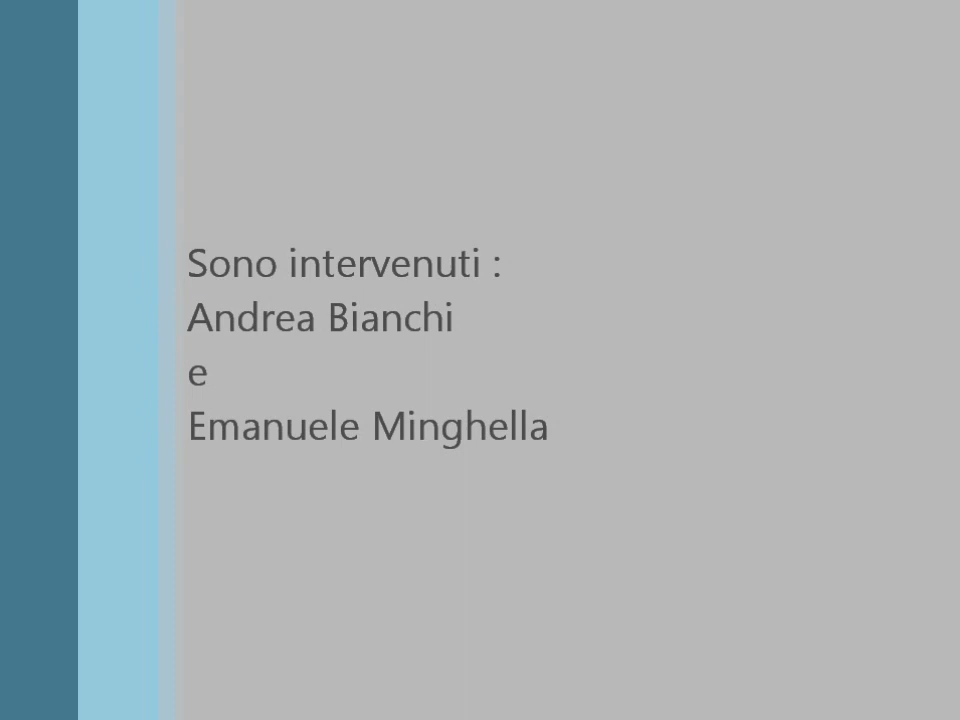 Sono intervenuti :
Andrea Bianchi
e
Emanuele Minghella